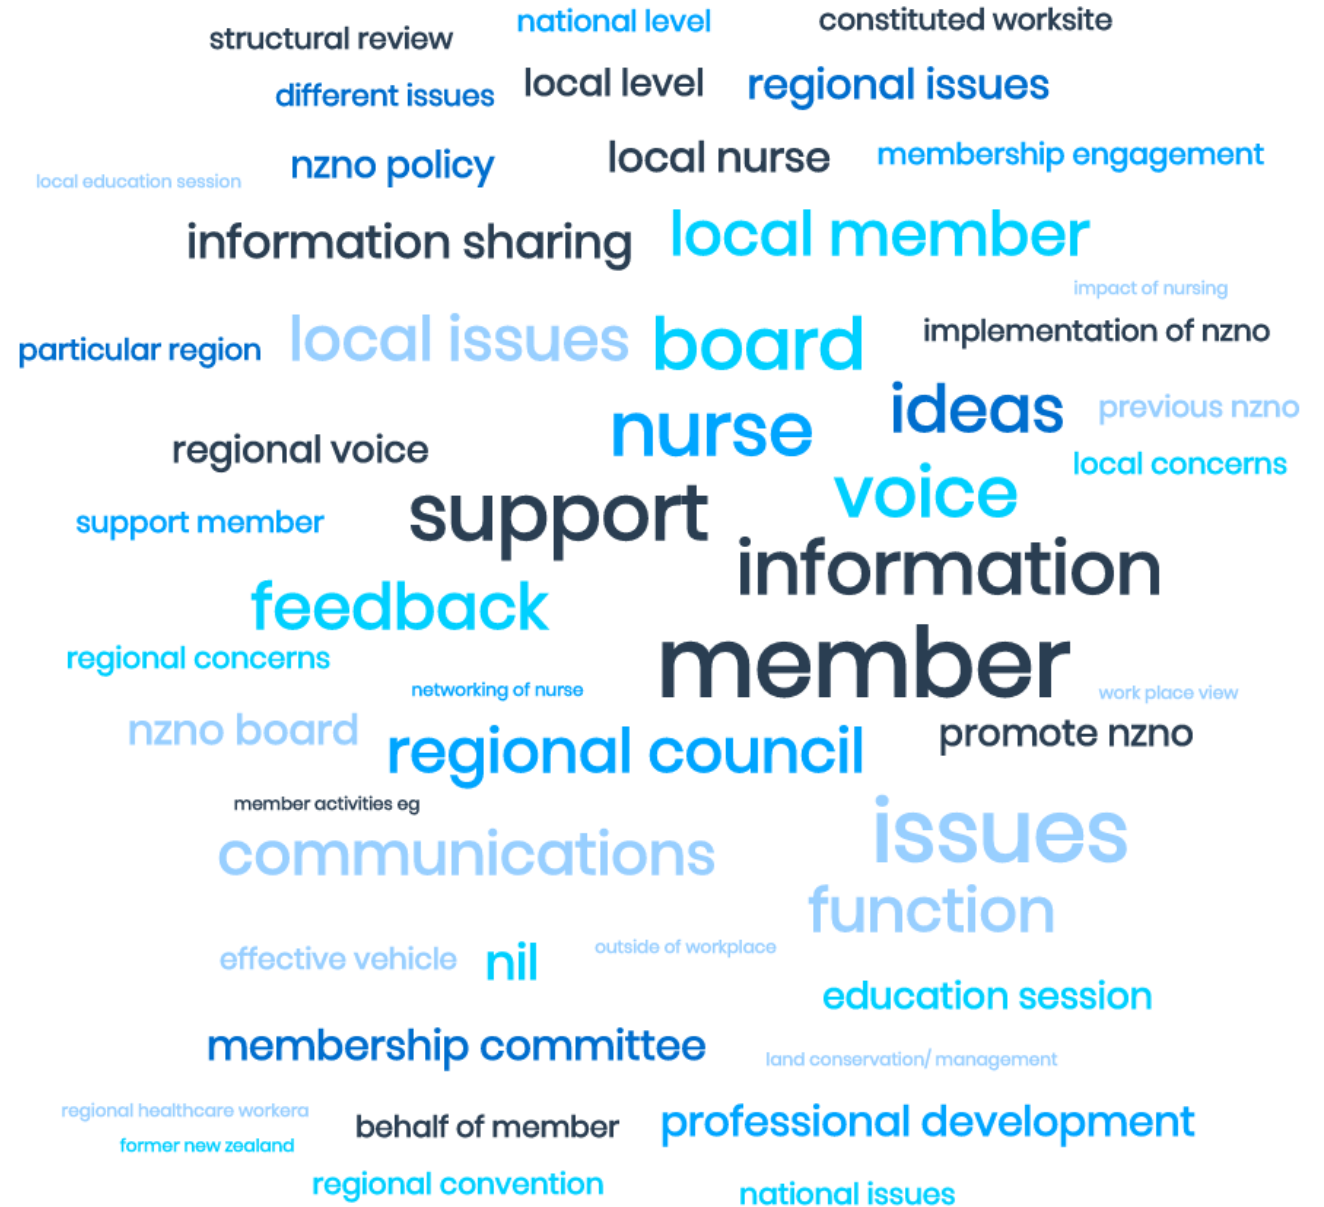 structural review
national level
constituted worksite
different issues
local level
regional issues
nzno policy
local nurse
membership engagement
local education session
information sharing
local member
impact of nursing
particular region
local issues
board
implementation of nzno
nurse
ideas
previous nzno
regional voice
local concerns
support member
support
voice
information
feedback
regional concerns
member
networking of nurse
work place view
nzno board
regional council
promote nzno
member activities eg
communications
issues
function
effective vehicle
nil
outside of workplace
education session
membership committee
land conservation/ management
regional healthcare workera
behalf of member
professional development
former new zealand
regional convention
national issues